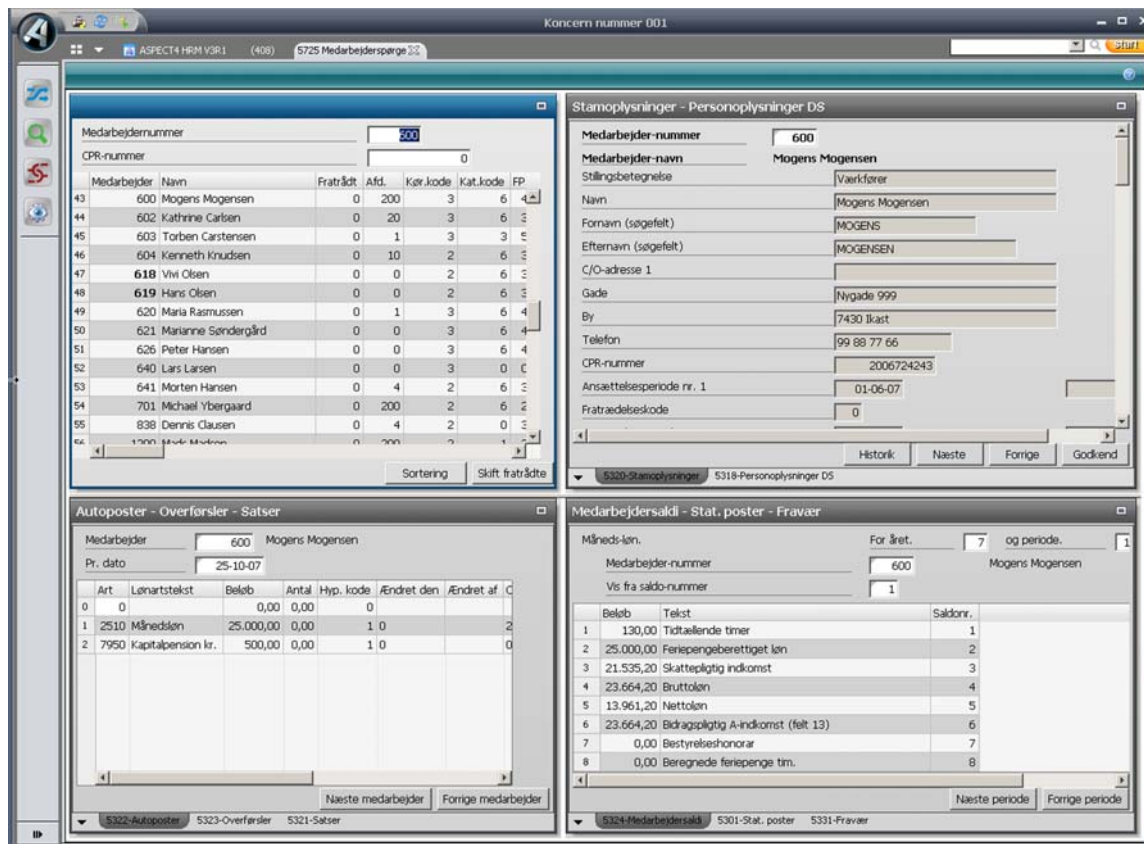 Koncern nummer 001
ASPECT4 HRM V3R1 (408) 5725 Medarbejderspørge
Start
Medarbejdernummer 600
CPR-nummer 0
Medarbejder Navn Fratrådt Afd. Kør.kode Kat.kode FP
43 600 Mogens Mogensen 0 200 3 6 4
44 602 Kathrine Carlsen 0 20 3 6 3
45 603 Torben Carstensen 0 1 3 3 5
46 604 Kenneth Knudsen 0 10 2 6 3
47 618 Vivi Olsen 0 0 2 6 3
48 619 Hans Olsen 0 0 2 6 3
49 620 Maria Rasmussen 0 1 3 6 4
50 621 Marianne Søndergård 0 0 3 6 4
51 626 Peter Hansen 0 0 3 6 4
52 640 Lars Larsen 0 3 0 0
53 641 Morten Hansen 0 4 2 6 3
54 701 Michael Ybergaard 0 200 2 6 2
55 838 Dennis Clausen 0 4 2 0 3
Sortering Skift fratrådte
Stamoplysninger - Personoplysninger DS
Medarbejder-nummer 600
Medarbejder-navn Mogens Mogensen
Stillingsbetegnelse Værkfører
Navn Mogens Mogensen
Fornavn (søgefelt) MOGENS
Efternavn (søgefelt) MOGENSEN
C/O-adresse 1
Gade Nygade 999
By 7430 Ikast
Telefon 99 88 77 66
CPR-nummer 2006724243
Ansættelsesperiode nr. 1 01-06-07
Fratrædelseskode 0
Historik Næste Forrige Godkend
5320-Stamoplysninger 5318-Personoplysninger DS
Autoposter - Overførsler - Satser
Medarbejder 600 Mogens Mogensen
Pr. dato 25-10-07
Art Lønartstekst Beløb Antal Hyp. kode Ændret den Ændret af
0 0 0,00 0,00 0
1 2510 Månedsløn 25.000,00 0,00 1 0 2
2 7950 Kapitalpension kr. 500,00 0,00 1 0 0
Næste medarbejder Forrige medarbejder
5322-Autoposter 5323-Overførsler 5321-Satser
Medarbejdersaldi - Stat. poster - Fravær
Måneds-løn. For året. 7 og periode. 1
Medarbejder-nummer 600 Mogens Mogensen
Vis fra saldo-nummer 1
Beløb Tekst Saldonr.
1 130,00 Tidtællende timer 1
2 25.000,00 Feriepengeberettiget løn 2
3 21.535,20 Skattepligtig indkomst 3
4 23.664,20 Bruttoløn 4
5 13.961,20 Nettoløn 5
6 23.664,20 Bidragspligtig A-indkomst (felt 13) 6
7 0,00 Bestyrelseshonorar 7
8 0,00 Beregnede feriepenge tim. 8
Næste periode Forrige periode
5324-Medarbejdersaldi 5301-Stat. poster 5331-Fravær